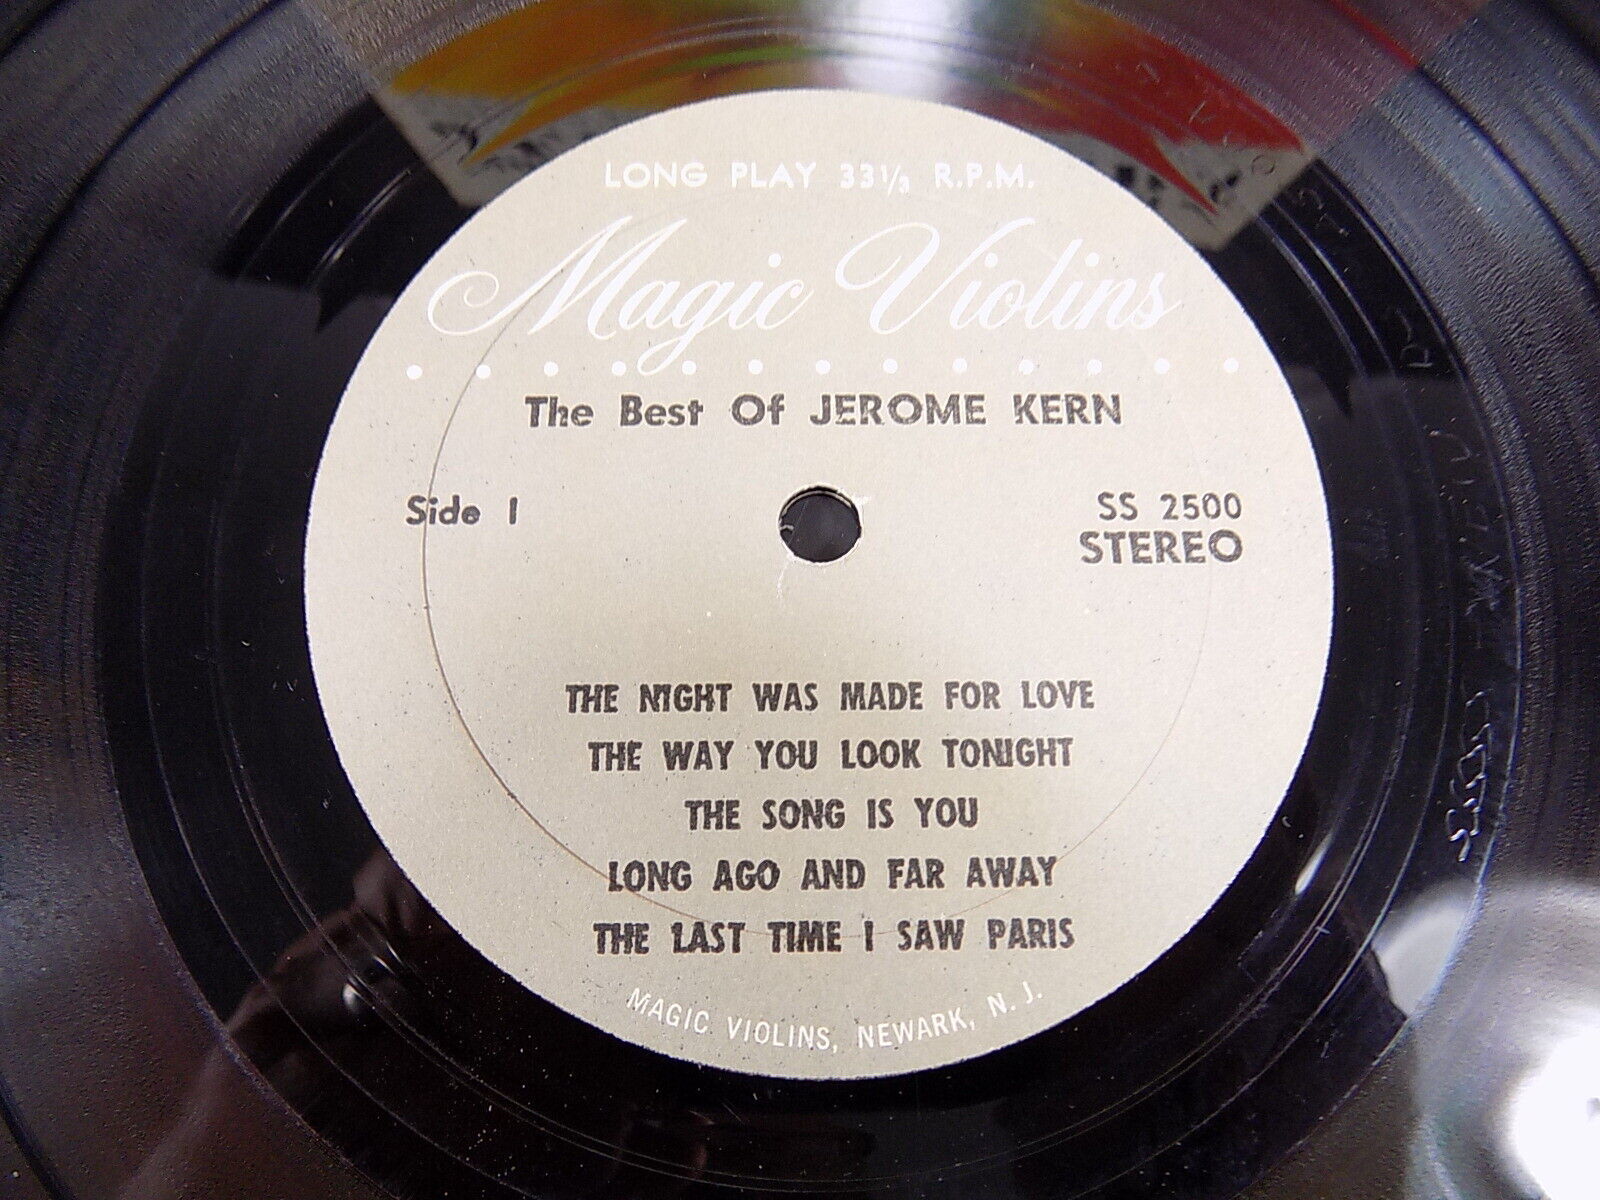 LONG PLAY 33 1/3 R.P.M.
Magic Violins
The Best Of JEROME KERN
Side 1
SS 2500
STEREO
THE NIGHT WAS MADE FOR LOVE
THE WAY YOU LOOK TONIGHT
THE SONG IS YOU
LONG AGO AND FAR AWAY
THE LAST TIME I SAW PARIS
MAGIC VIOLINS, NEWARK, N. J.